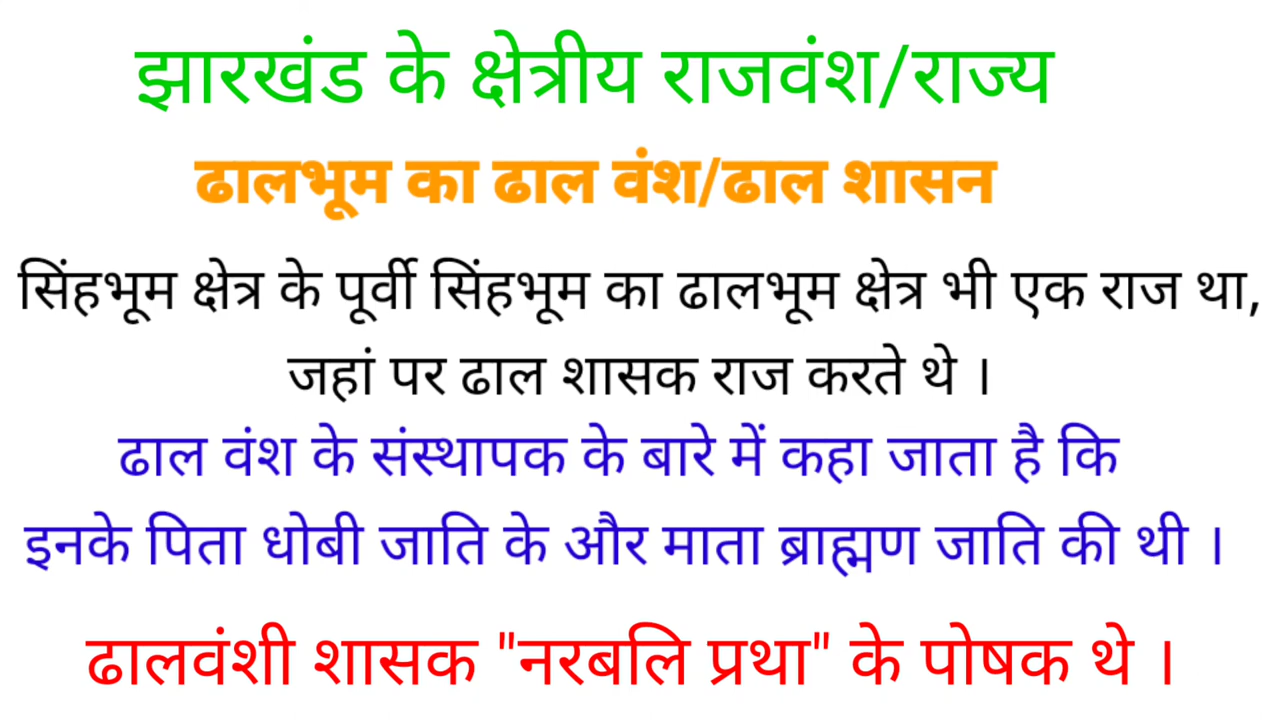 झारखंड के क्षेत्रीय राजवंश/राज्य
ढालभूम का ढाल वंश/ढाल शासन
सिंहभूम क्षेत्र के पूर्वी सिंहभूम का ढालभूम क्षेत्र भी एक राज था,
जहां पर ढाल शासक राज करते थे ।
ढाल वंश के संस्थापक के बारे में कहा जाता है कि
इनके पिता धोबी जाति के और माता ब्राह्मण जाति की थी ।
ढालवंशी शासक "नरबलि प्रथा" के पोषक थे ।